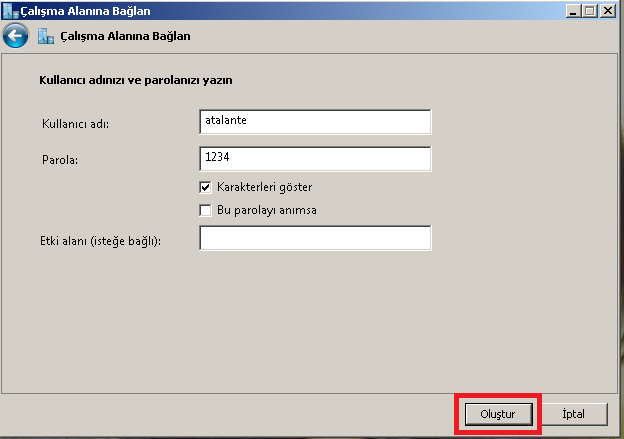 Çalışma Alanına Bağlan
Çalışma Alanına Bağlan
Kullanıcı adınızı ve parolanızı yazın
Kullanıcı adı:
atalante
Parola:
1234
Karakterleri göster
Bu parolayı anımsa
Etki alanı (isteğe bağlı):
Oluştur
İptal